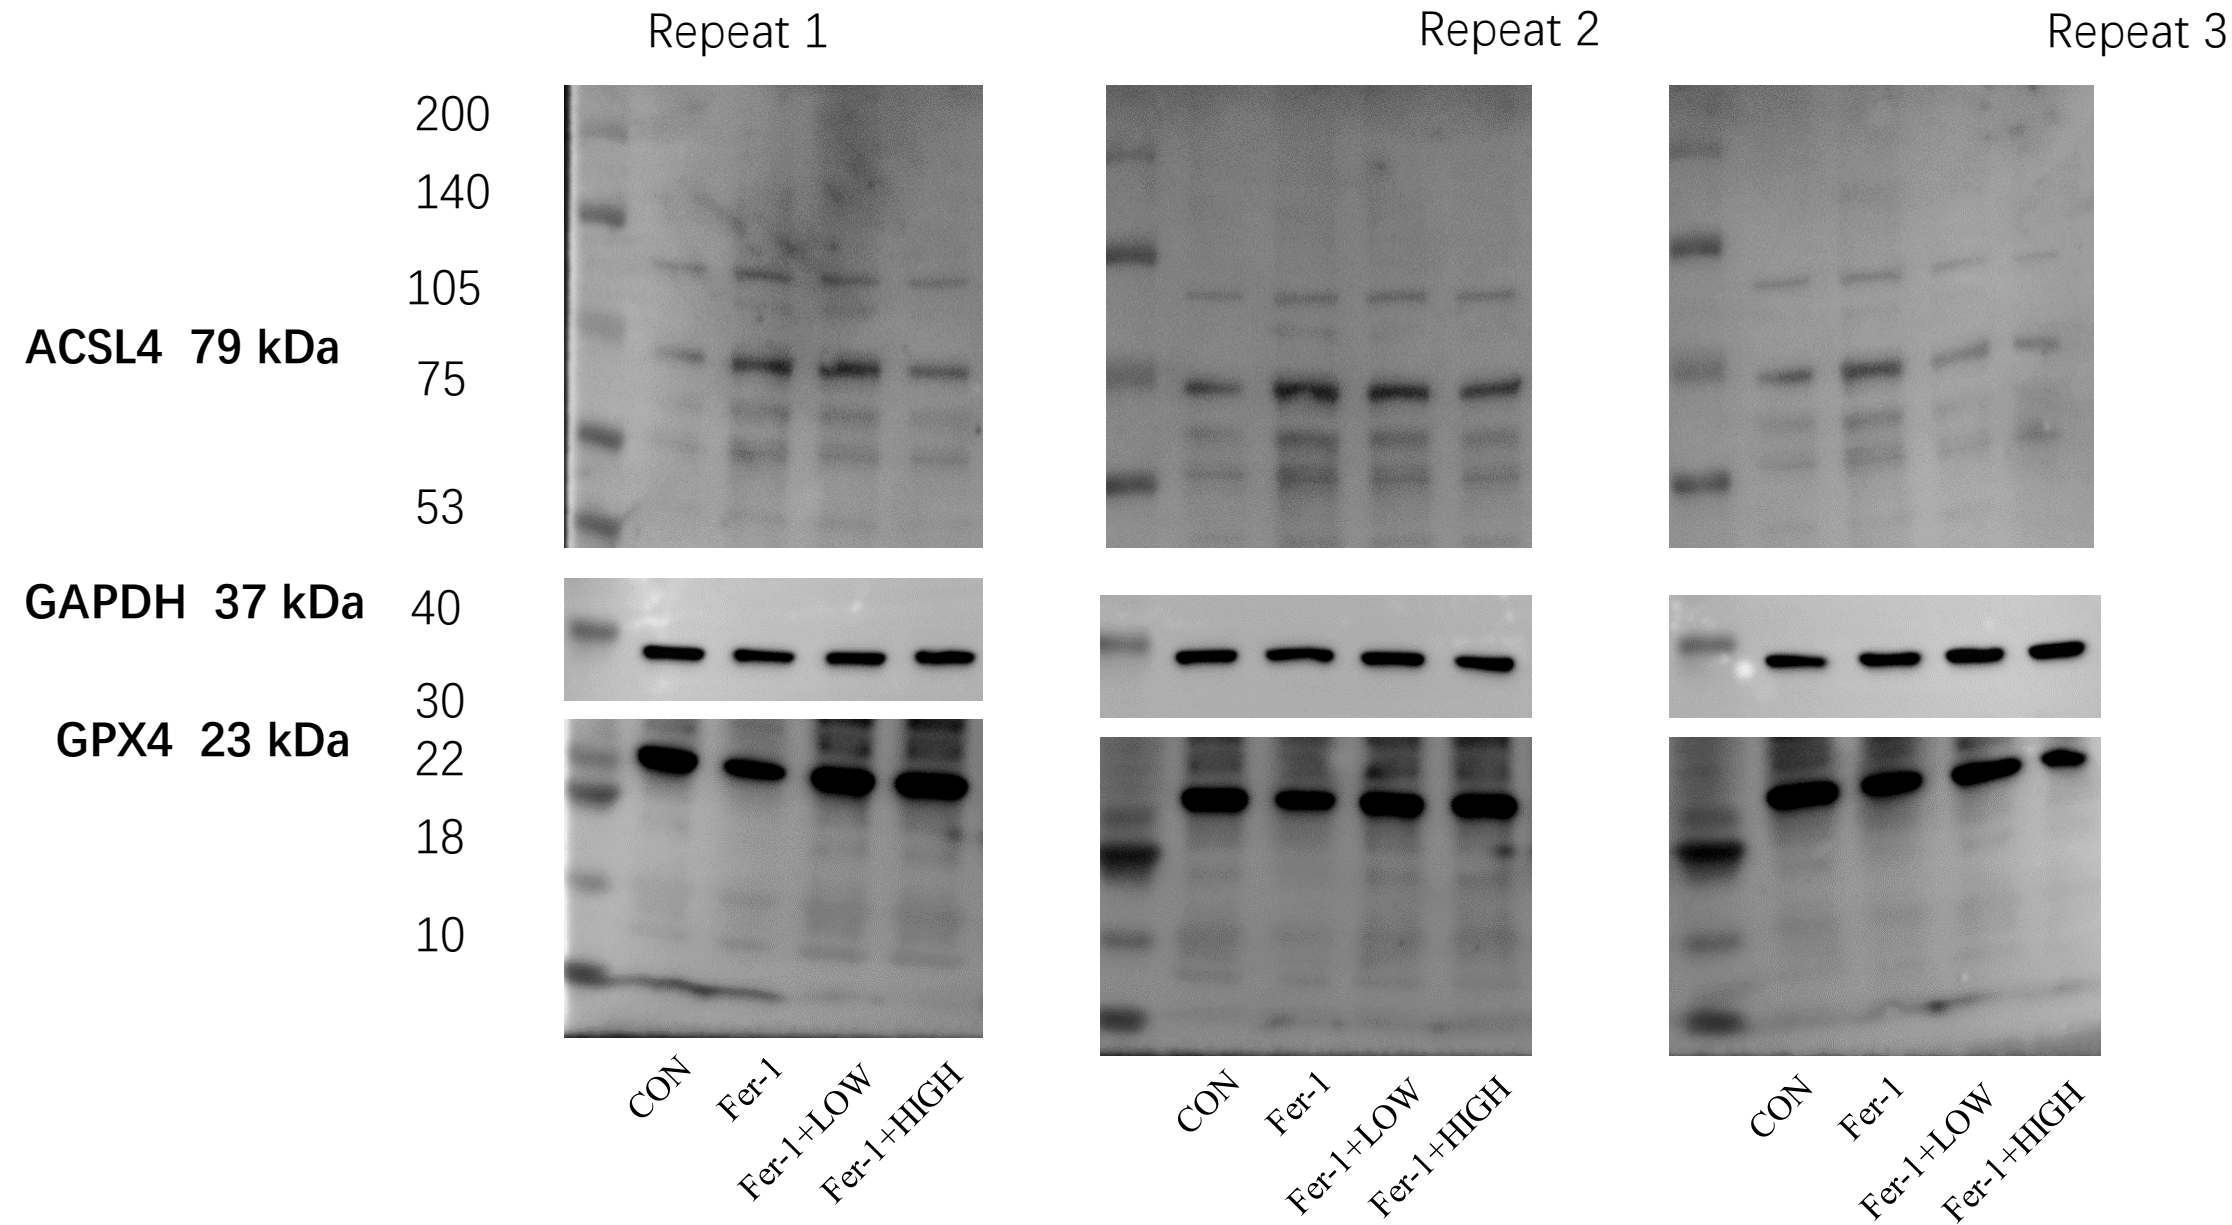 Repeat 1
Repeat 2
Repeat 3
200
140
105
ACSL4 79 kDa
75
53
GAPDH 37 kDa
40
30
GPX4 23 kDa
22
18
10
CON
Fer-1
Fer-1+LOW
Fer-1+HIGH
CON
Fer-1
Fer-1+LOW
Fer-1+HIGH
CON
Fer-1
Fer-1+LOW
Fer-1+HIGH